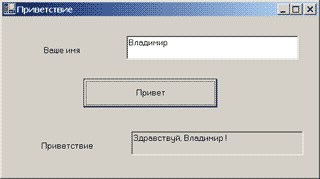 Приветствие
Ваше имя
Владимир
Привет
Приветствие
Здравствуй, Владимир !